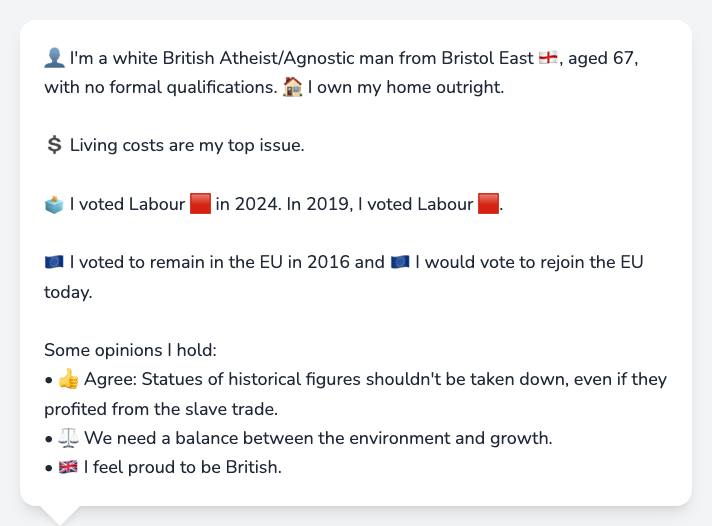 👤 I'm a white British Atheist/Agnostic man from Bristol East 🏴󠁧󠁢󠁥󠁮󠁧󠁿, aged 67,
with no formal qualifications. 🏠 I own my home outright.
💲 Living costs are my top issue.
🗳️ I voted Labour 🟥 in 2024. In 2019, I voted Labour 🟥.
🇪🇺 I voted to remain in the EU in 2016 and 🇪🇺 I would vote to rejoin the EU
today.
Some opinions I hold:
• 👍 Agree: Statues of historical figures shouldn't be taken down, even if they
profited from the slave trade.
• ⚖️ We need a balance between the environment and growth.
• 🇬🇧 I feel proud to be British.